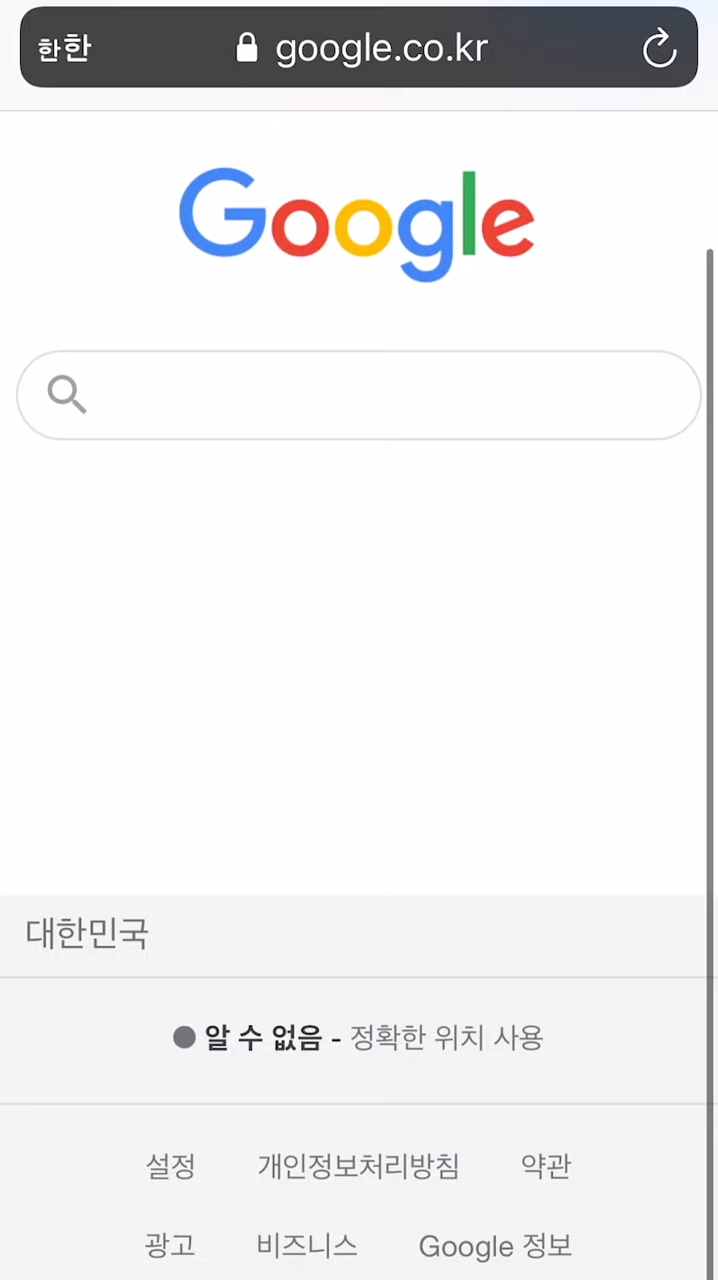 한한 google.co.kr
Google
대한민국
알 수 없음 - 정확한 위치 사용
설정 개인정보처리방침 약관
광고 비즈니스 Google 정보